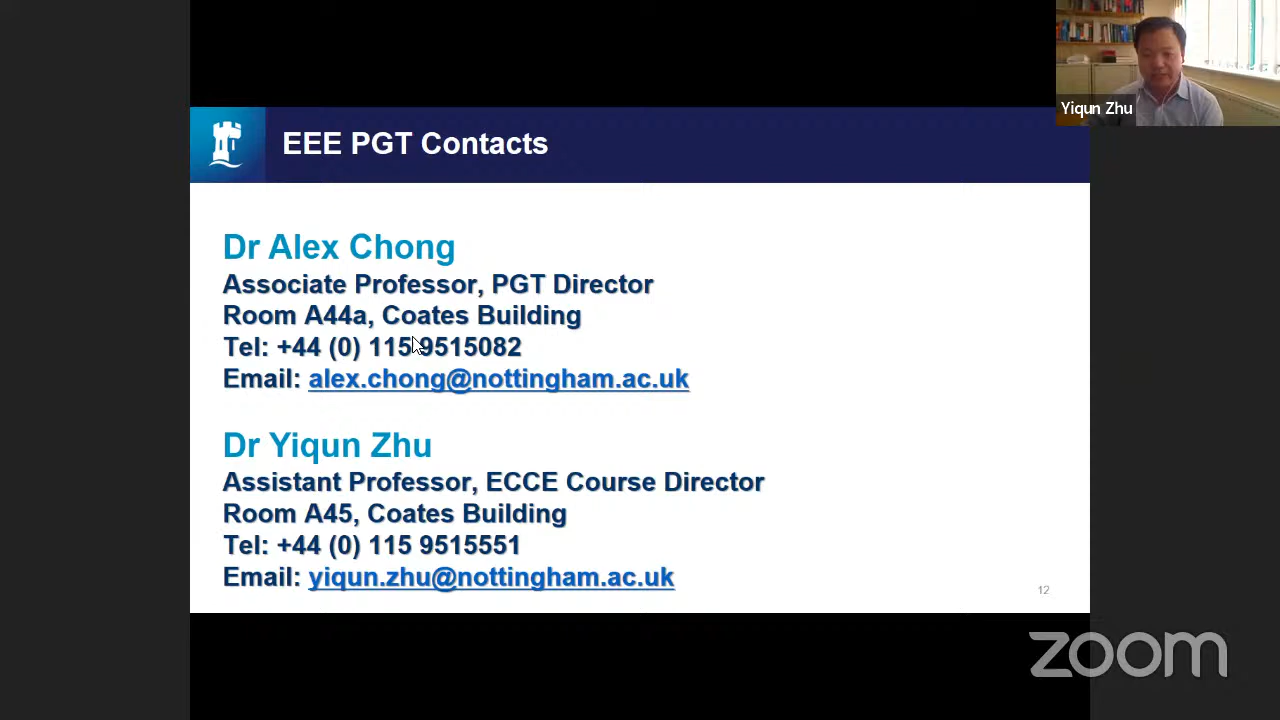 Yiqun Zhu
EEE PGT Contacts
Dr Alex Chong
Associate Professor, PGT Director
Room A44a, Coates Building
Tel: +44 (0) 115 9515082
Email: alex.chong@nottingham.ac.uk
Dr Yiqun Zhu
Assistant Professor, ECCE Course Director
Room A45, Coates Building
Tel: +44 (0) 115 9515551
Email: yiqun.zhu@nottingham.ac.uk
12
zoom